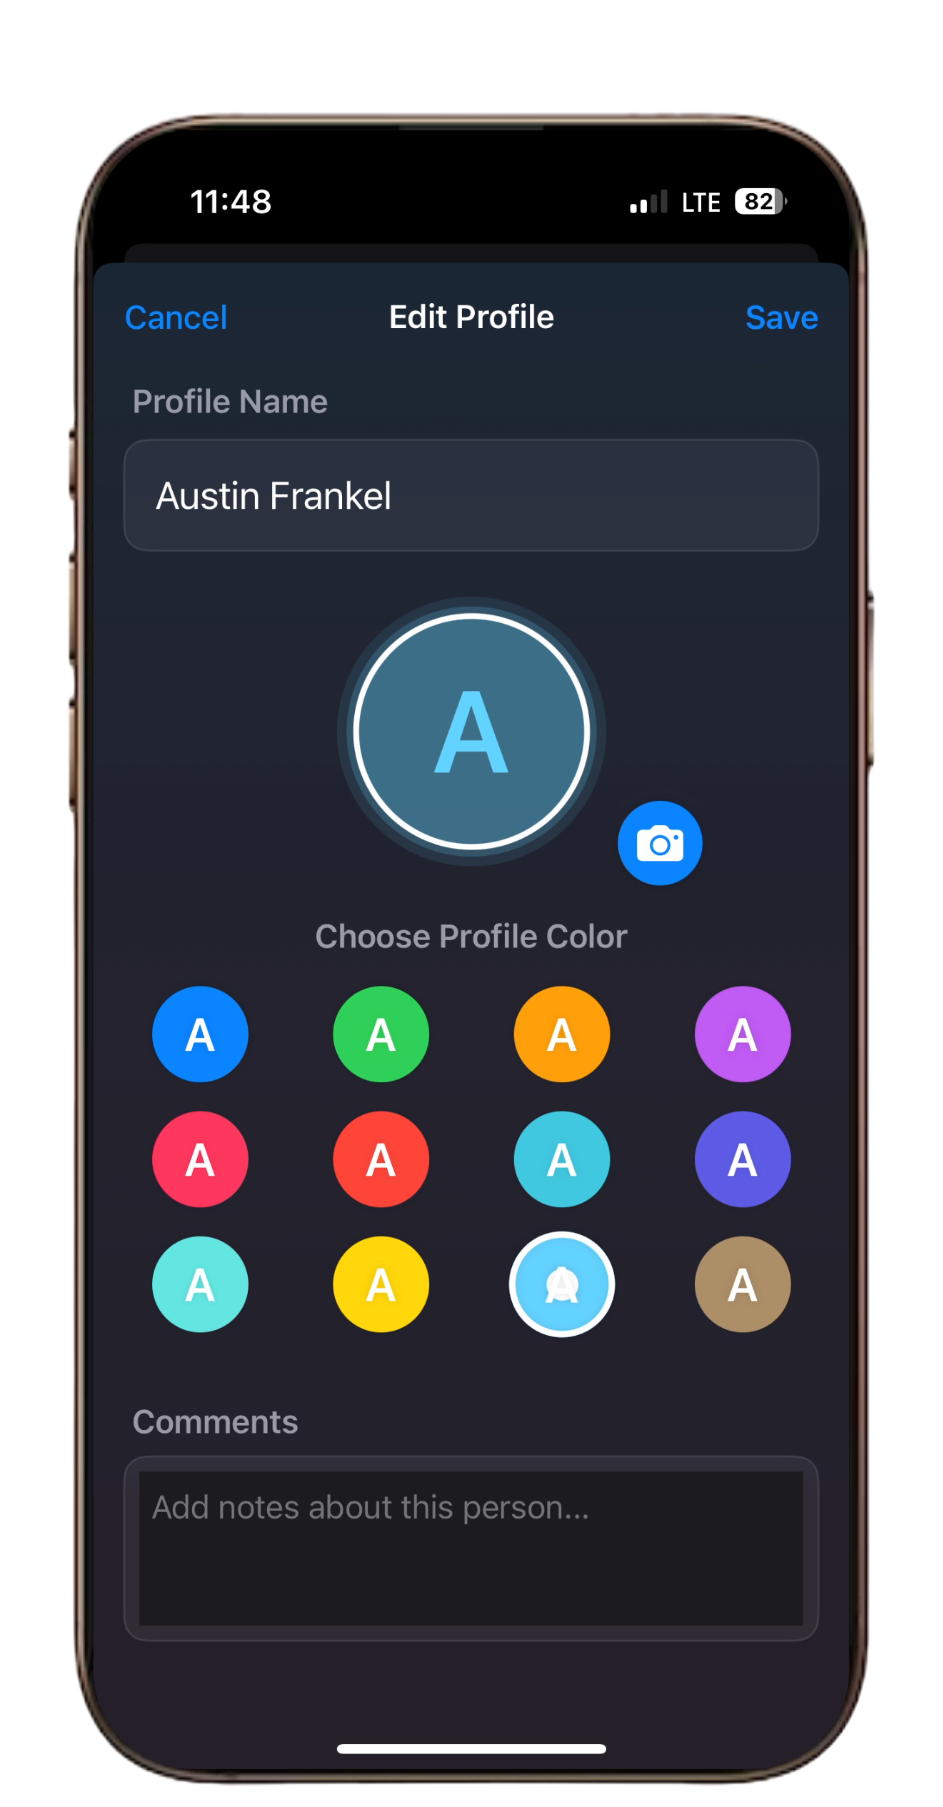 11:48 LTE 82
Cancel Edit Profile Save
Profile Name
Austin Frankel
A
Choose Profile Color
A A A A
A A A A
A A A A
Comments
Add notes about this person...